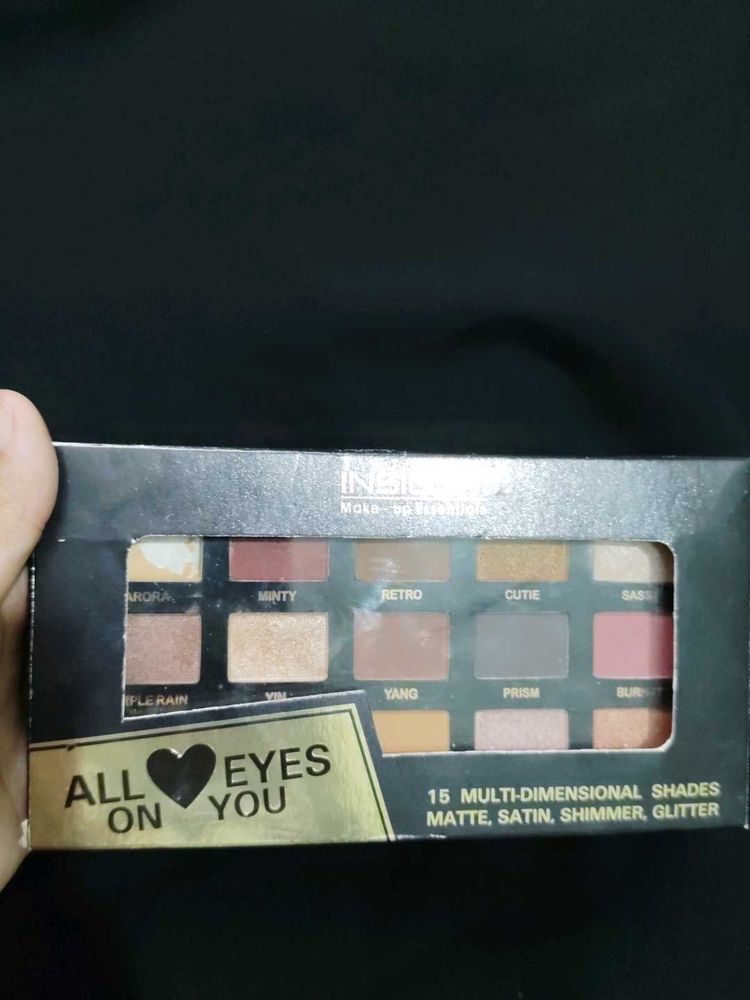 Make - up Essentials
MINTY
RETRO
CUTIE
SASS
YIN
YANG
PRISM
ALL EYES
ON YOU
15 MULTI-DIMENSIONAL SHADES
MATTE, SATIN, SHIMMER, GLITTER